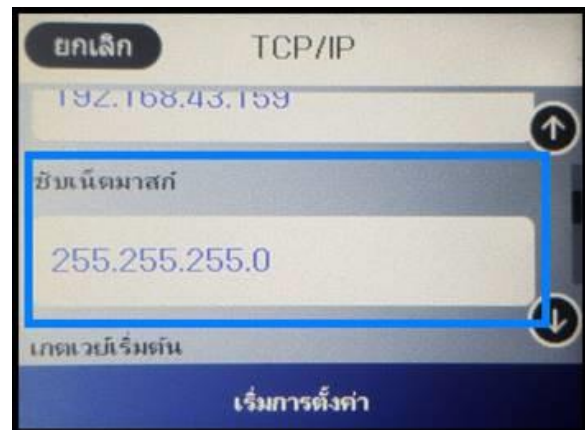 ยกเลิก TCP/IP
192.168.43.159
ซับเน็ตมาสก์
255.255.255.0
เกตเวย์เริ่มต้น
เริ่มการตั้งค่า